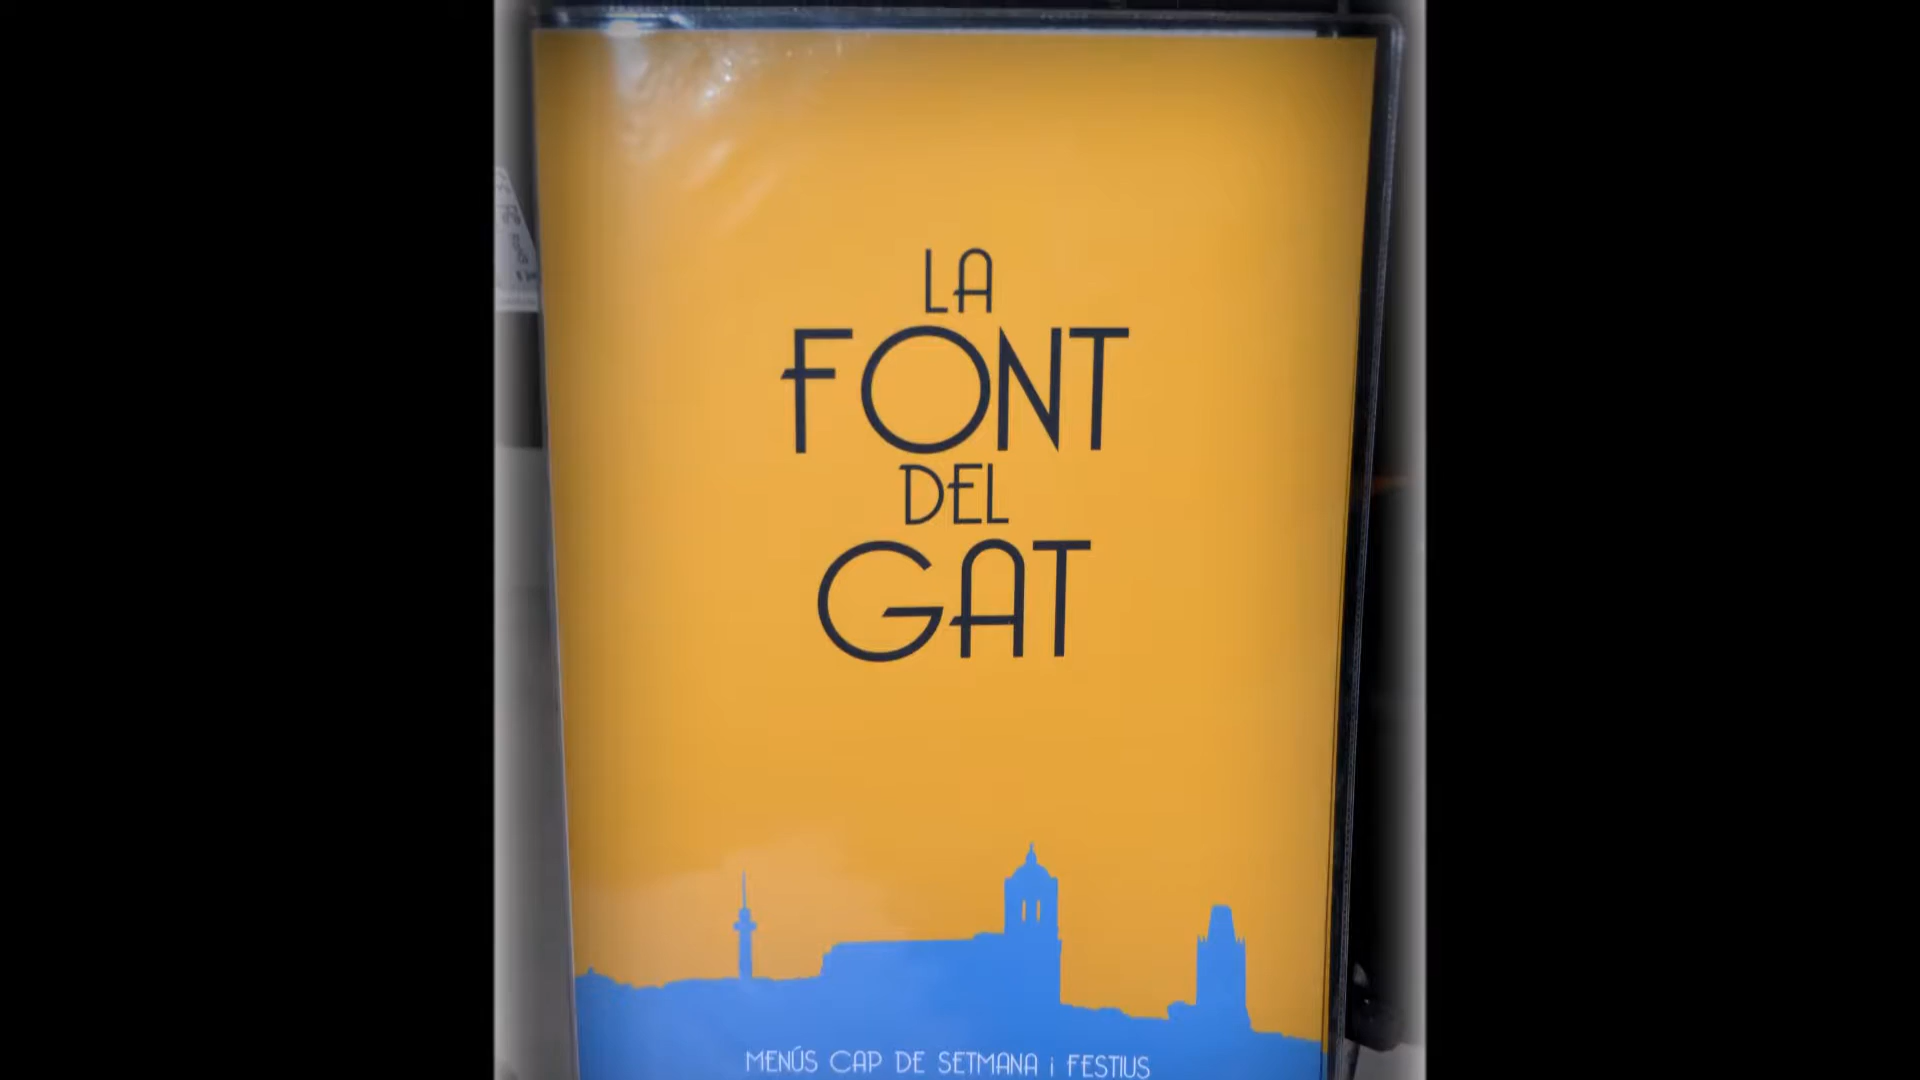 LA
FONT
DEL
GAT
MENÚS CAP DE SETMANA i FESTIUS